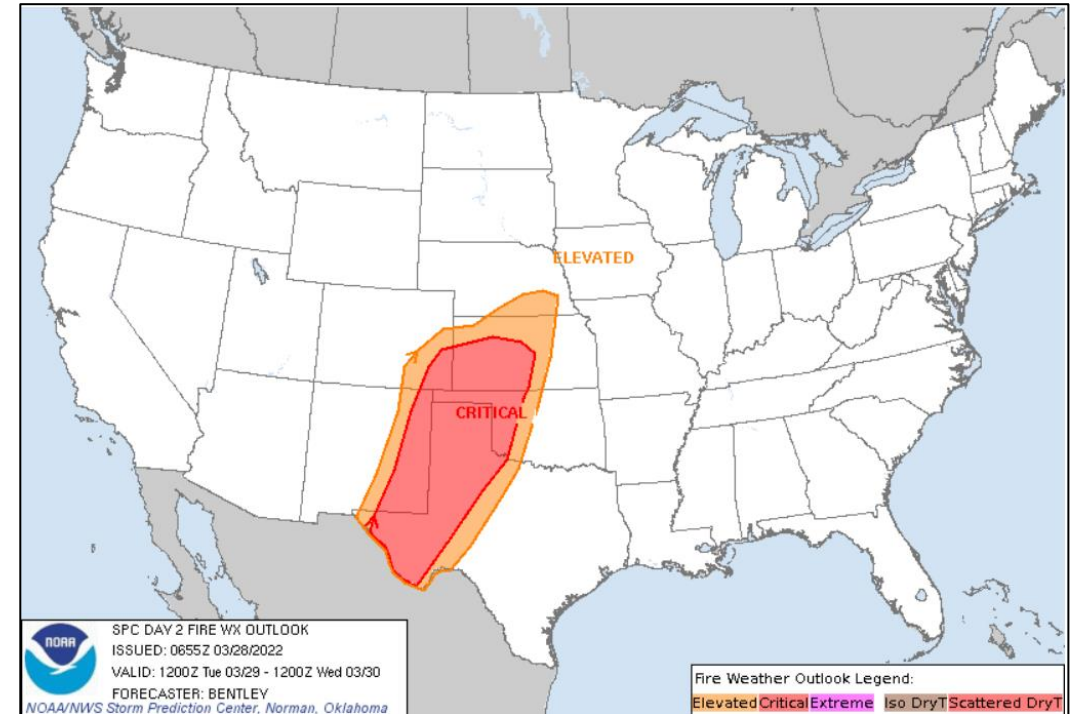 ELEVATED
CRITICAL
NOAA
SPC DAY 2 FIRE WX OUTLOOK
ISSUED: 0655Z 03/28/2022
VALID: 1200Z Tue 03/29 - 1200Z Wed 03/30
FORECASTER: BENTLEY
NOAA/NWS Storm Prediction Center, Norman, Oklahoma
Fire Weather Outlook Legend:
Elevated Critical Extreme Iso DryT Scattered DryT